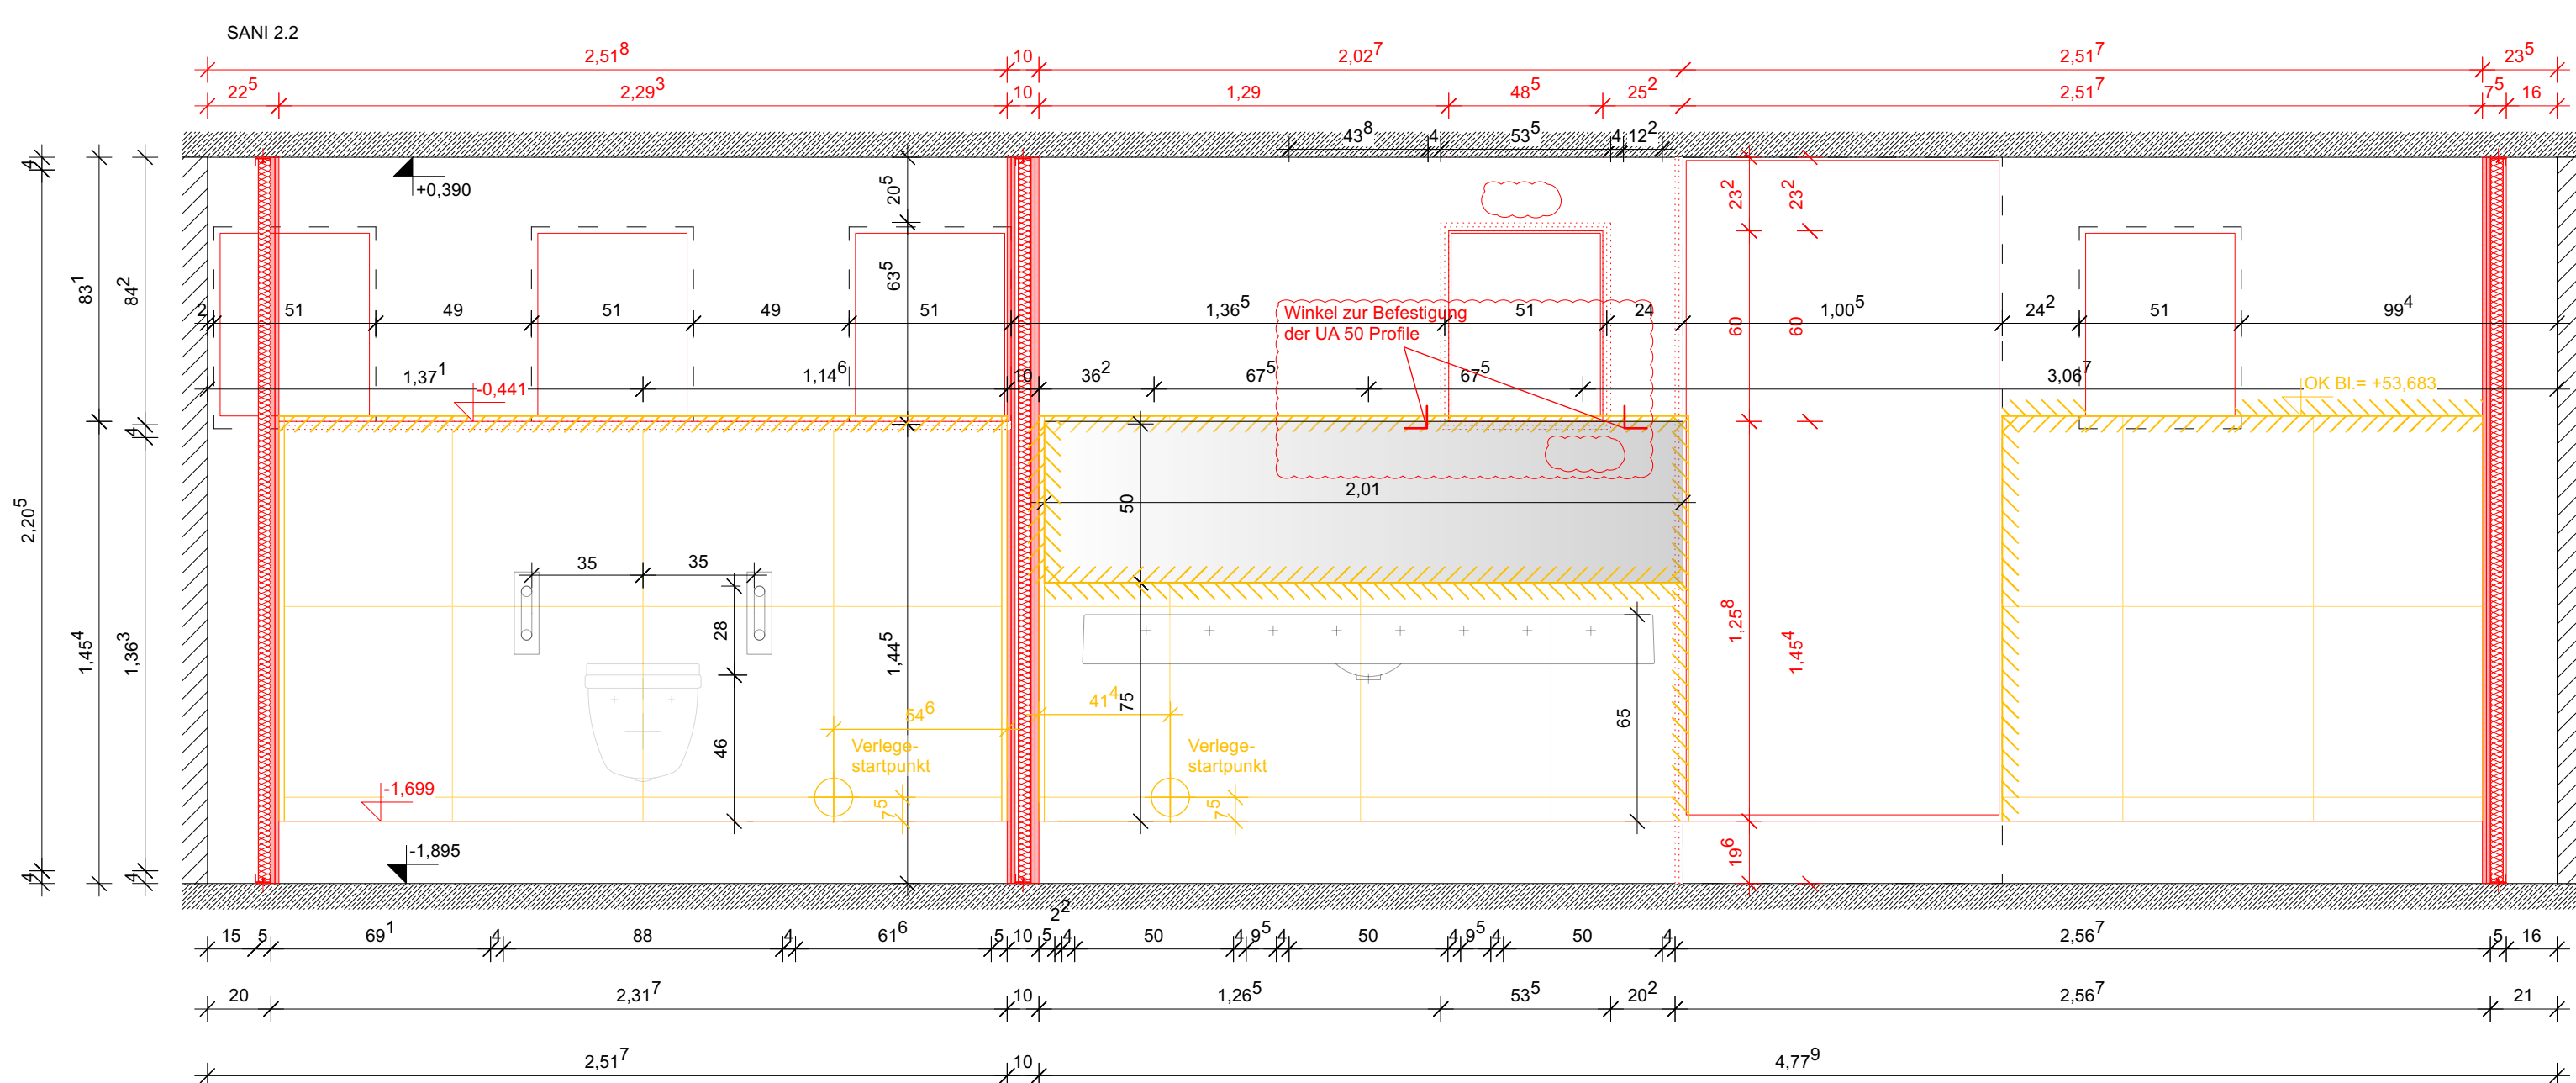 SANI 2.2
2,51⁸ 10 2,02⁷ 2,51⁷ 23⁵
22⁵ 2,29³ 10 1,29 48⁵ 25² 2,51⁷ 7⁵ 16
43⁸ 4 53⁵ 4 12²
4
+0,390
20⁵
23² 23²
83¹ 84²
63⁵
2 51 49 51 49 51 1,36⁵ 51 24 1,00⁵ 24² 51 99⁴
Winkel zur Befestigung
der UA 50 Profile
60 60
1,37¹ 1,14⁶ 10 36² 67⁵ 67⁵ 3,06⁷
-0,441
OK Bl.= +53,683
4
2,01
50
2,20⁵
35 35
28
1,45⁴ 1,36³
1,44⁵
1,25⁸ 1,45⁴
54⁶ 41⁴
75 65
46
Verlege-
startpunkt
Verlege-
startpunkt
-1,699
7⁵ 7⁵
-1,895
19⁶
4 4
2²
15 5 69¹ 4 88 4 61⁶ 5 10 5 4 50 4 9⁵ 4 50 4 9⁵ 4 50 4 2,56⁷ 5 16
20 2,31⁷ 10 1,26⁵ 53⁵ 20² 2,56⁷ 21
2,51⁷ 10 4,77⁹